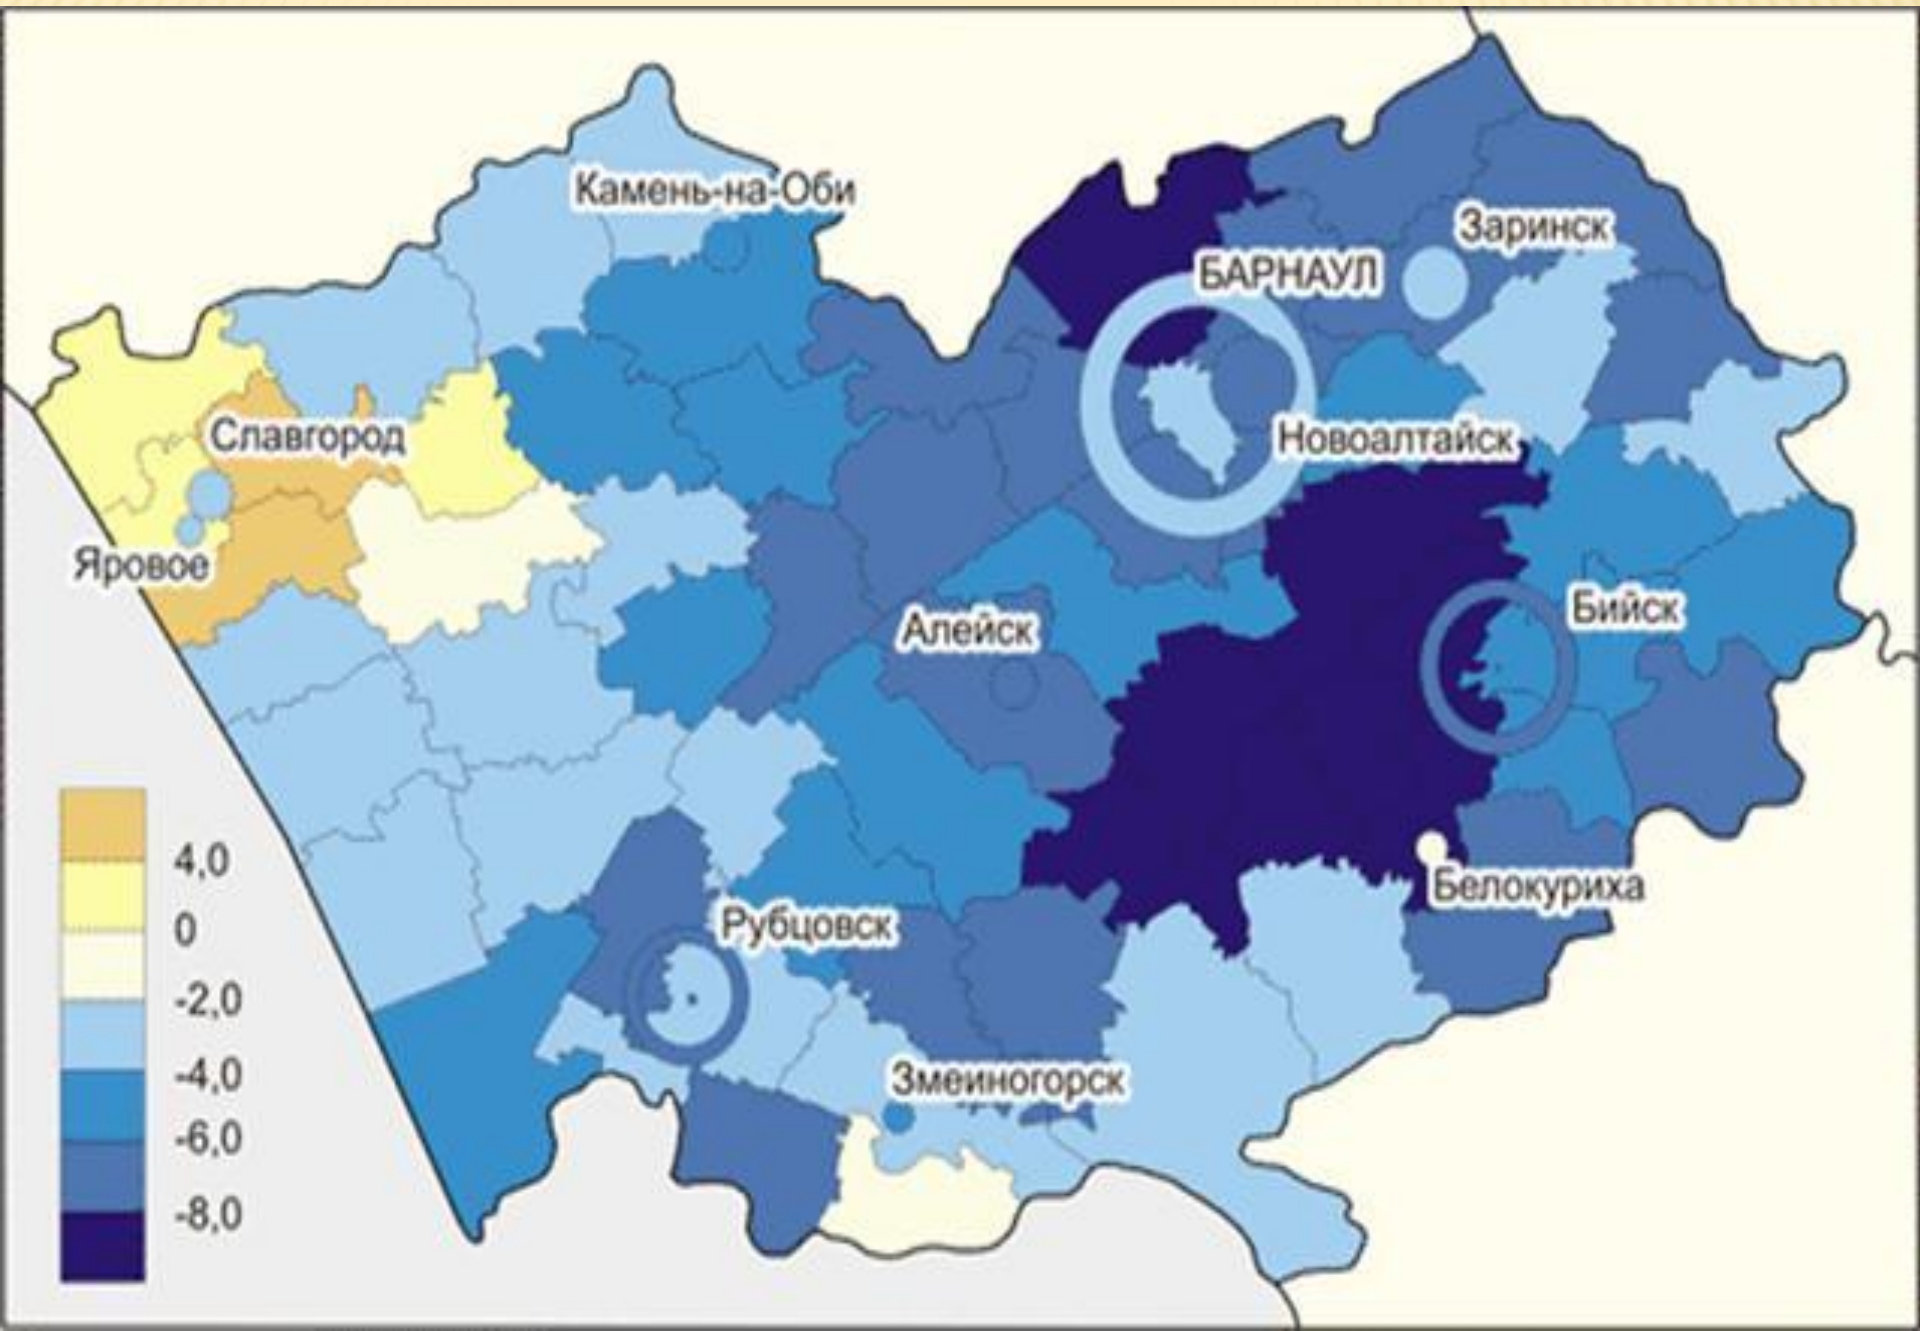 Камень-на-Оби
Заринск
БАРНАУЛ
Славгород
Новоалтайск
Яровое
Бийск
Алейск
Белокуриха
Рубцовск
Змеиногорск
4,0
0
-2,0
-4,0
-6,0
-8,0